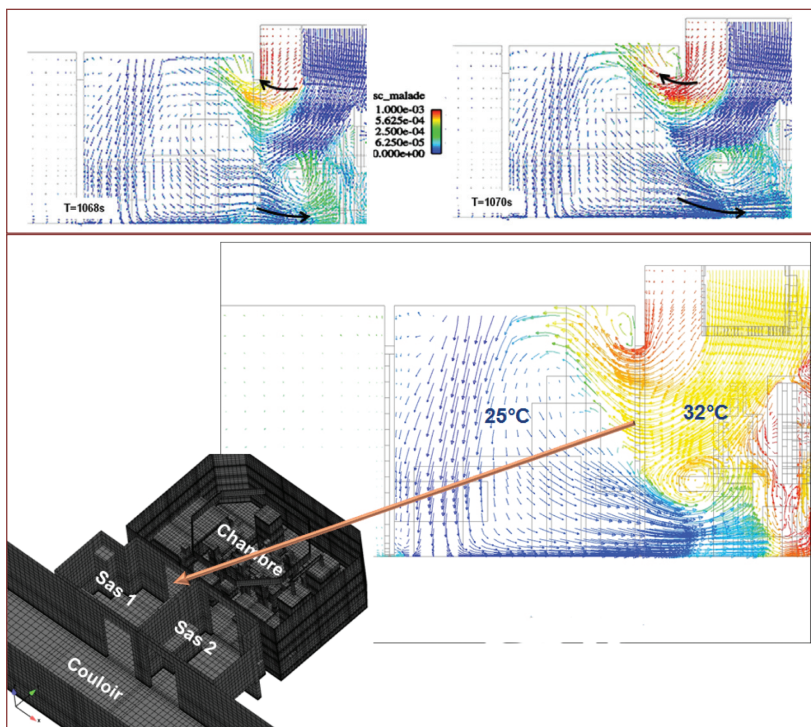 sc_malade
1.000e-03
5.625e-04
2.500e-04
6.250e-05
0.000e+00
T=1068s
T=1070s
25°C
32°C
Chambre
Sas 1
Sas 2
Couloir